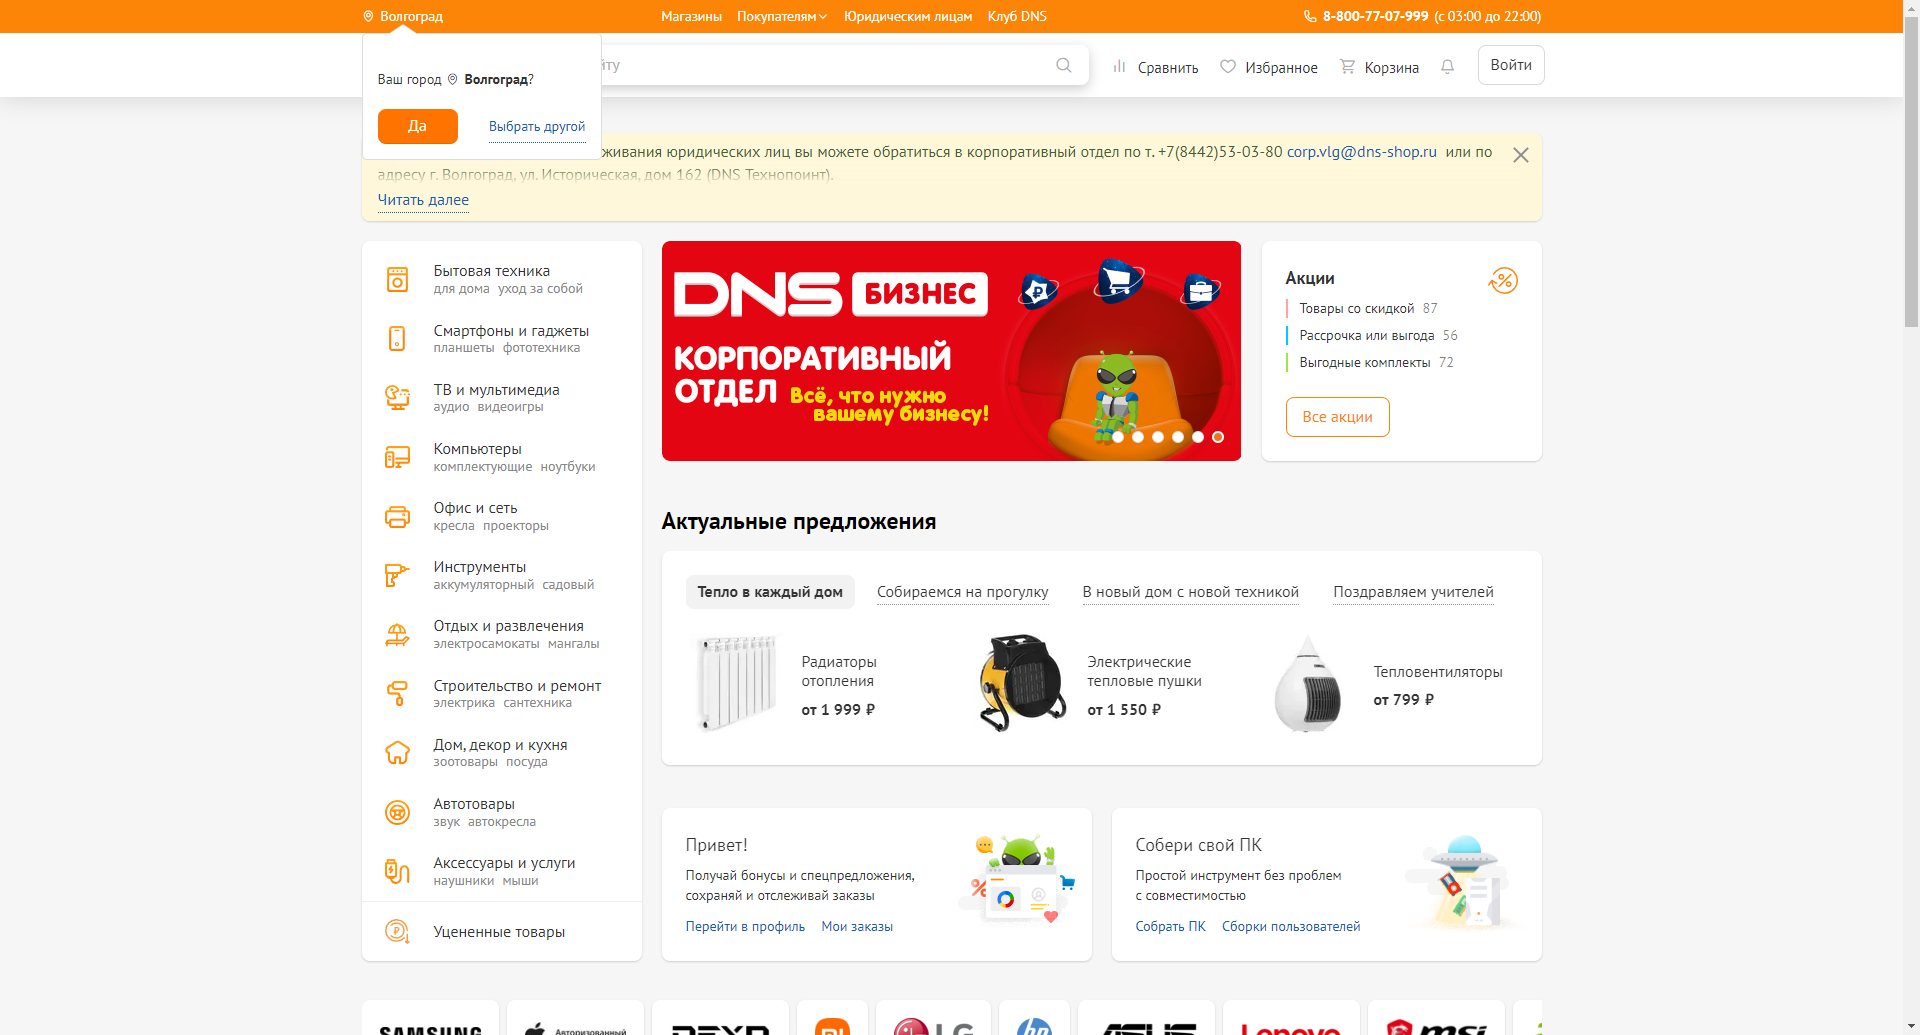 Волгоград
Магазины
Покупателям
Юридическим лицам
Клуб DNS
8-800-77-07-999 (с 03:00 до 22:00)
Ваш город Волгоград?
Да
Выбрать другой
йту
Сравнить
Избранное
Корзина
Войти
живания юридических лиц вы можете обратиться в корпоративный отдел по т. +7(8442)53-03-80 corp.vlg@dns-shop.ru или по
адресу г. Волгоград, ул. Историческая, дом 162 (DNS Технопоинт).
Читать далее
Бытовая техника
для дома уход за собой
Смартфоны и гаджеты
планшеты фототехника
ТВ и мультимедиа
аудио видеоигры
Компьютеры
комплектующие ноутбуки
Офис и сеть
кресла проекторы
Инструменты
аккумуляторный садовый
Отдых и развлечения
электросамокаты мангалы
Строительство и ремонт
электрика сантехника
Дом, декор и кухня
зоотовары посуда
Автотовары
звук автокресла
Аксессуары и услуги
наушники мыши
Уцененные товары
DNS БИЗНЕС
КОРПОРАТИВНЫЙ
ОТДЕЛ
Всё, что нужно
вашему бизнесу!
Акции
Товары со скидкой 87
Рассрочка или выгода 56
Выгодные комплекты 72
Все акции
Актуальные предложения
Тепло в каждый дом
Собираемся на прогулку
В новый дом с новой техникой
Поздравляем учителей
Радиаторы
отопления
от 1 999 ₽
Электрические
тепловые пушки
от 1 550 ₽
Тепловентиляторы
от 799 ₽
Привет!
Получай бонусы и спецпредложения,
сохраняй и отслеживай заказы
Перейти в профиль
Мои заказы
Собери свой ПК
Простой инструмент без проблем
с совместимостью
Собрать ПК
Сборки пользователей
SAMSUNG
Авторизованный
DEXP
LG
hp
ASUS
Lenovo
msi